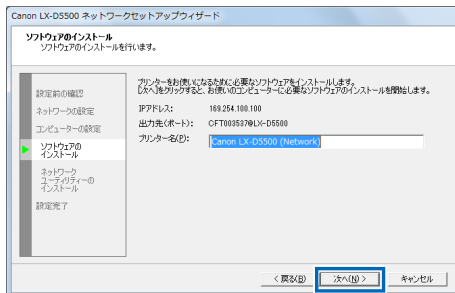 Canon LX-D5500 ネットワークセットアップウィザード
ソフトウェアのインストール
ソフトウェアのインストールを行います。
設定前の確認
ネットワークの設定
コンピューターの設定
ソフトウェアの
インストール
ネットワーク
ユーティリティーの
インストール
設定完了
プリンターをお使いになるために必要なソフトウェアをインストールします。
[次へ]をクリックすると、お使いのコンピューターに必要なソフトウェアのインストールを開始します。
IPアドレス: 169.254.100.100
出力先(ポート): CFT003537@LX-D5500
プリンター名(P): Canon LX-D5500 (Network)
< 戻る(B) 次へ(N) > キャンセル